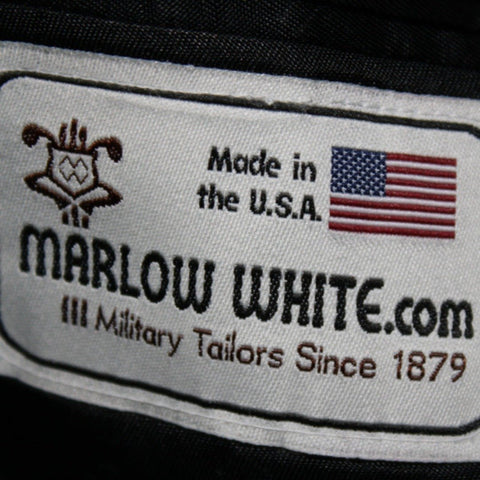 Made in
the U.S.A.
MARLOW WHITE.com
Military Tailors Since 1879